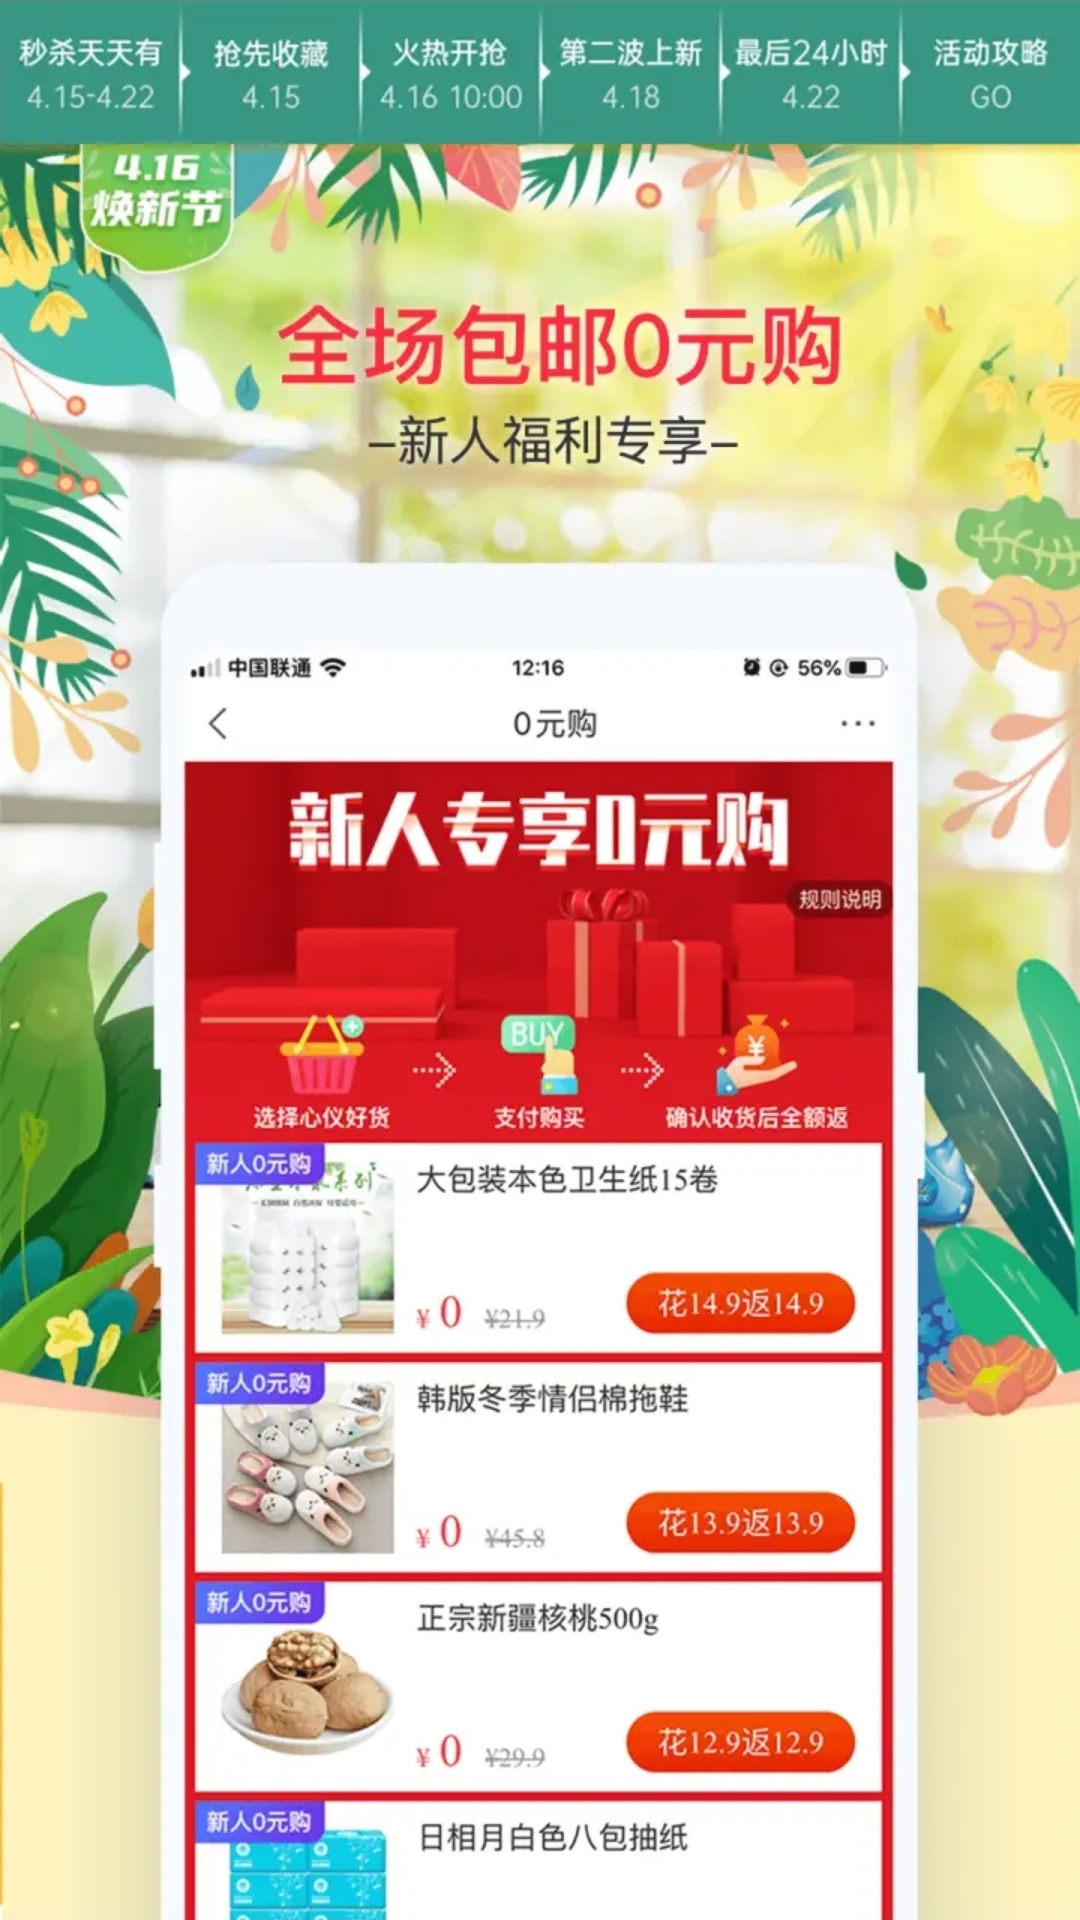 秒杀天天有
4.15-4.22
抢先收藏
4.15
火热开抢
4.16 10:00
第二波上新
4.18
最后24小时
4.22
活动攻略
GO
4.16
焕新节
全场包邮0元购
–新人福利专享–
中国联通
12:16
56%
0元购
新人专享0元购
规则说明
BUY
选择心仪好货
支付购买
确认收货后全额返
新人0元购
大包装本色卫生纸15卷
¥0 ¥21.9
花14.9返14.9
新人0元购
韩版冬季情侣棉拖鞋
¥0 ¥45.8
花13.9返13.9
新人0元购
正宗新疆核桃500g
¥0 ¥29.9
花12.9返12.9
新人0元购
日相月白色八包抽纸